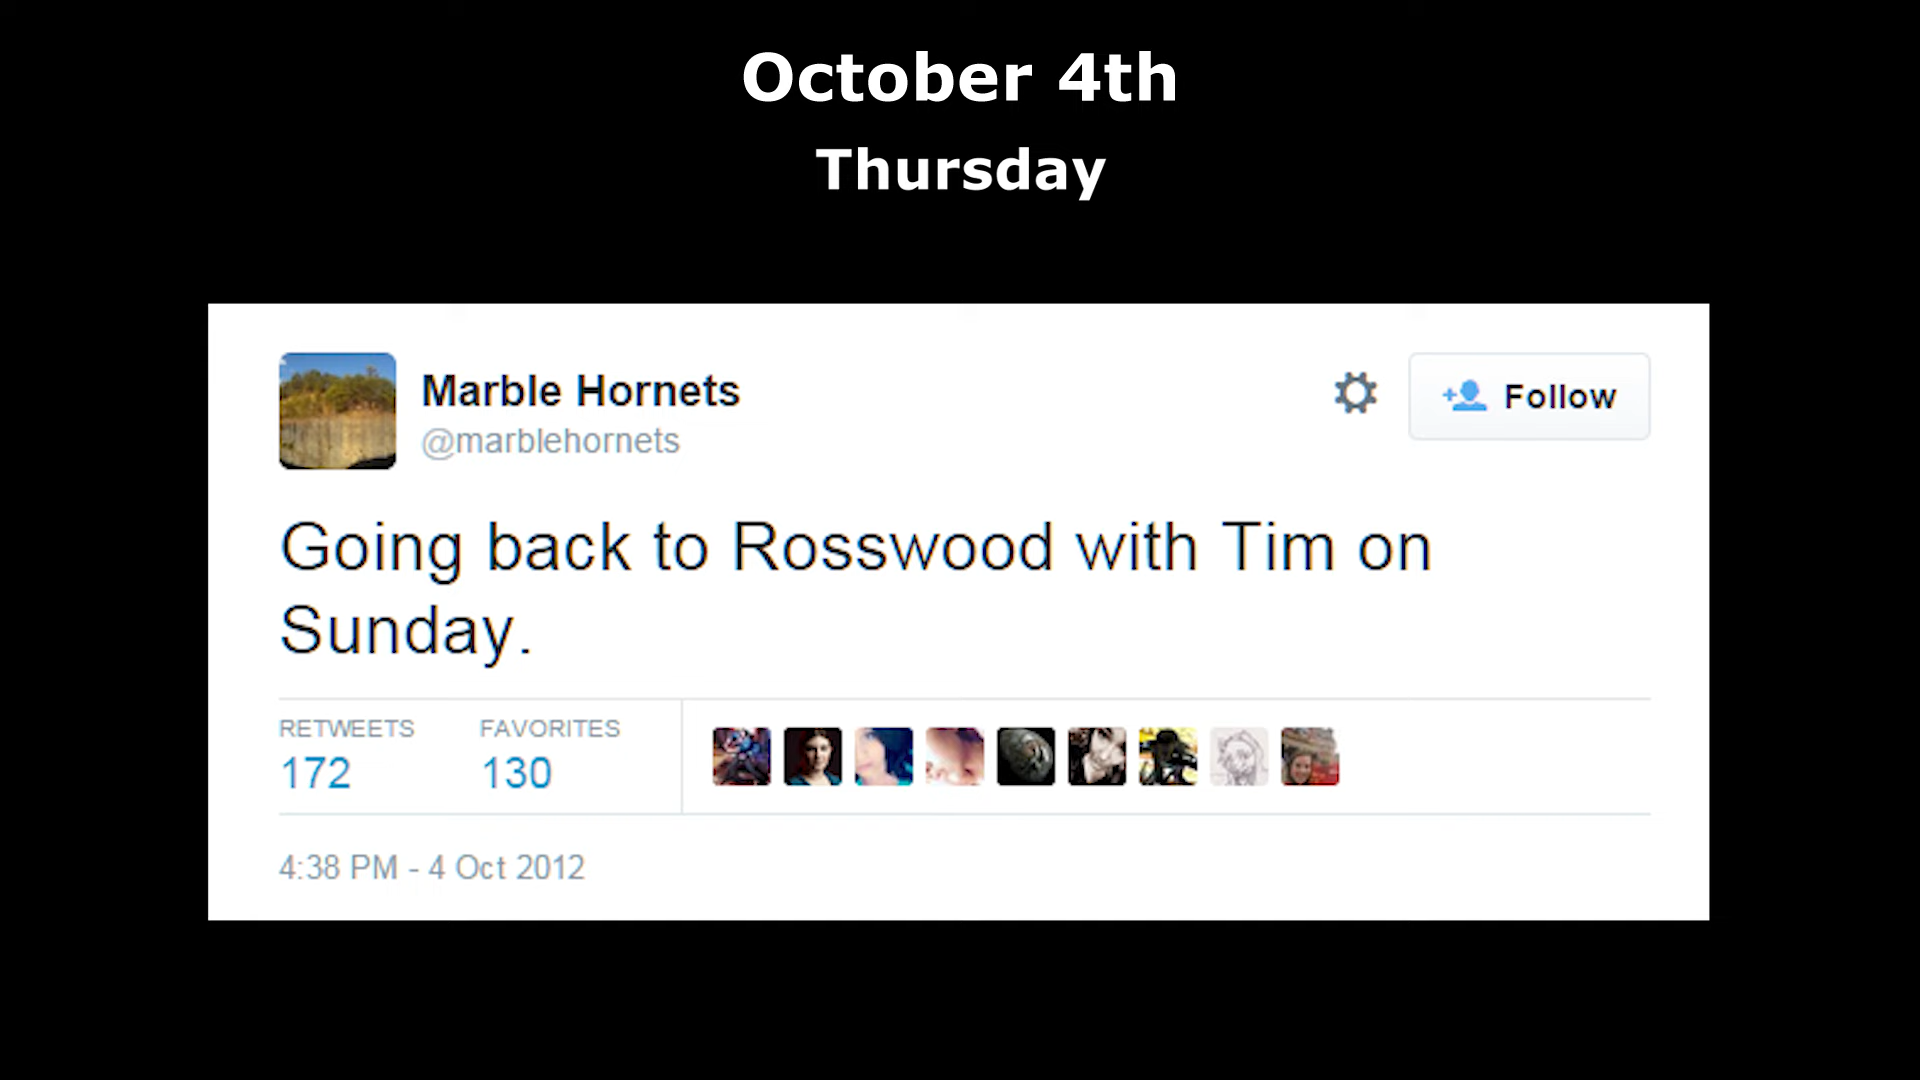 October 4th
Thursday
Marble Hornets
@marblehornets
Follow
Going back to Rosswood with Tim on
Sunday.
RETWEETS FAVORITES
172 130
4:38 PM - 4 Oct 2012